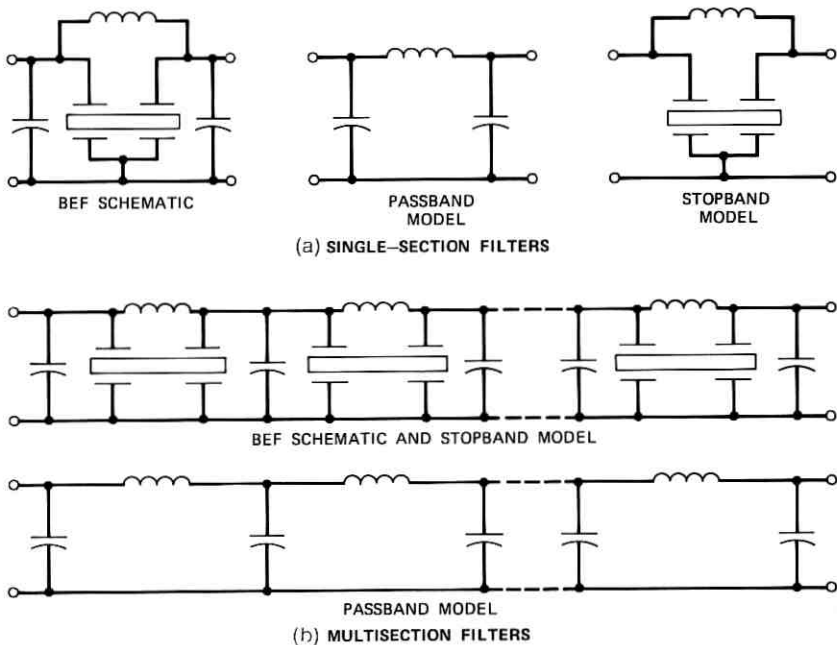 BEF SCHEMATIC
PASSBAND
MODEL
STOPBAND
MODEL
(a) SINGLE–SECTION FILTERS
BEF SCHEMATIC AND STOPBAND MODEL
PASSBAND MODEL
(b) MULTISECTION FILTERS